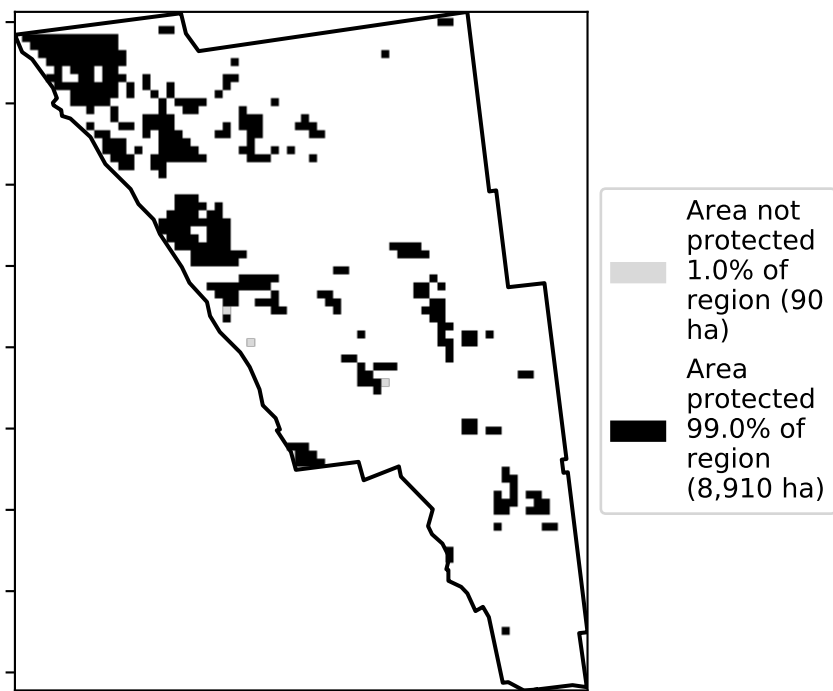 Area not
protected
1.0% of
region (90
ha)
Area
protected
99.0% of
region
(8,910 ha)